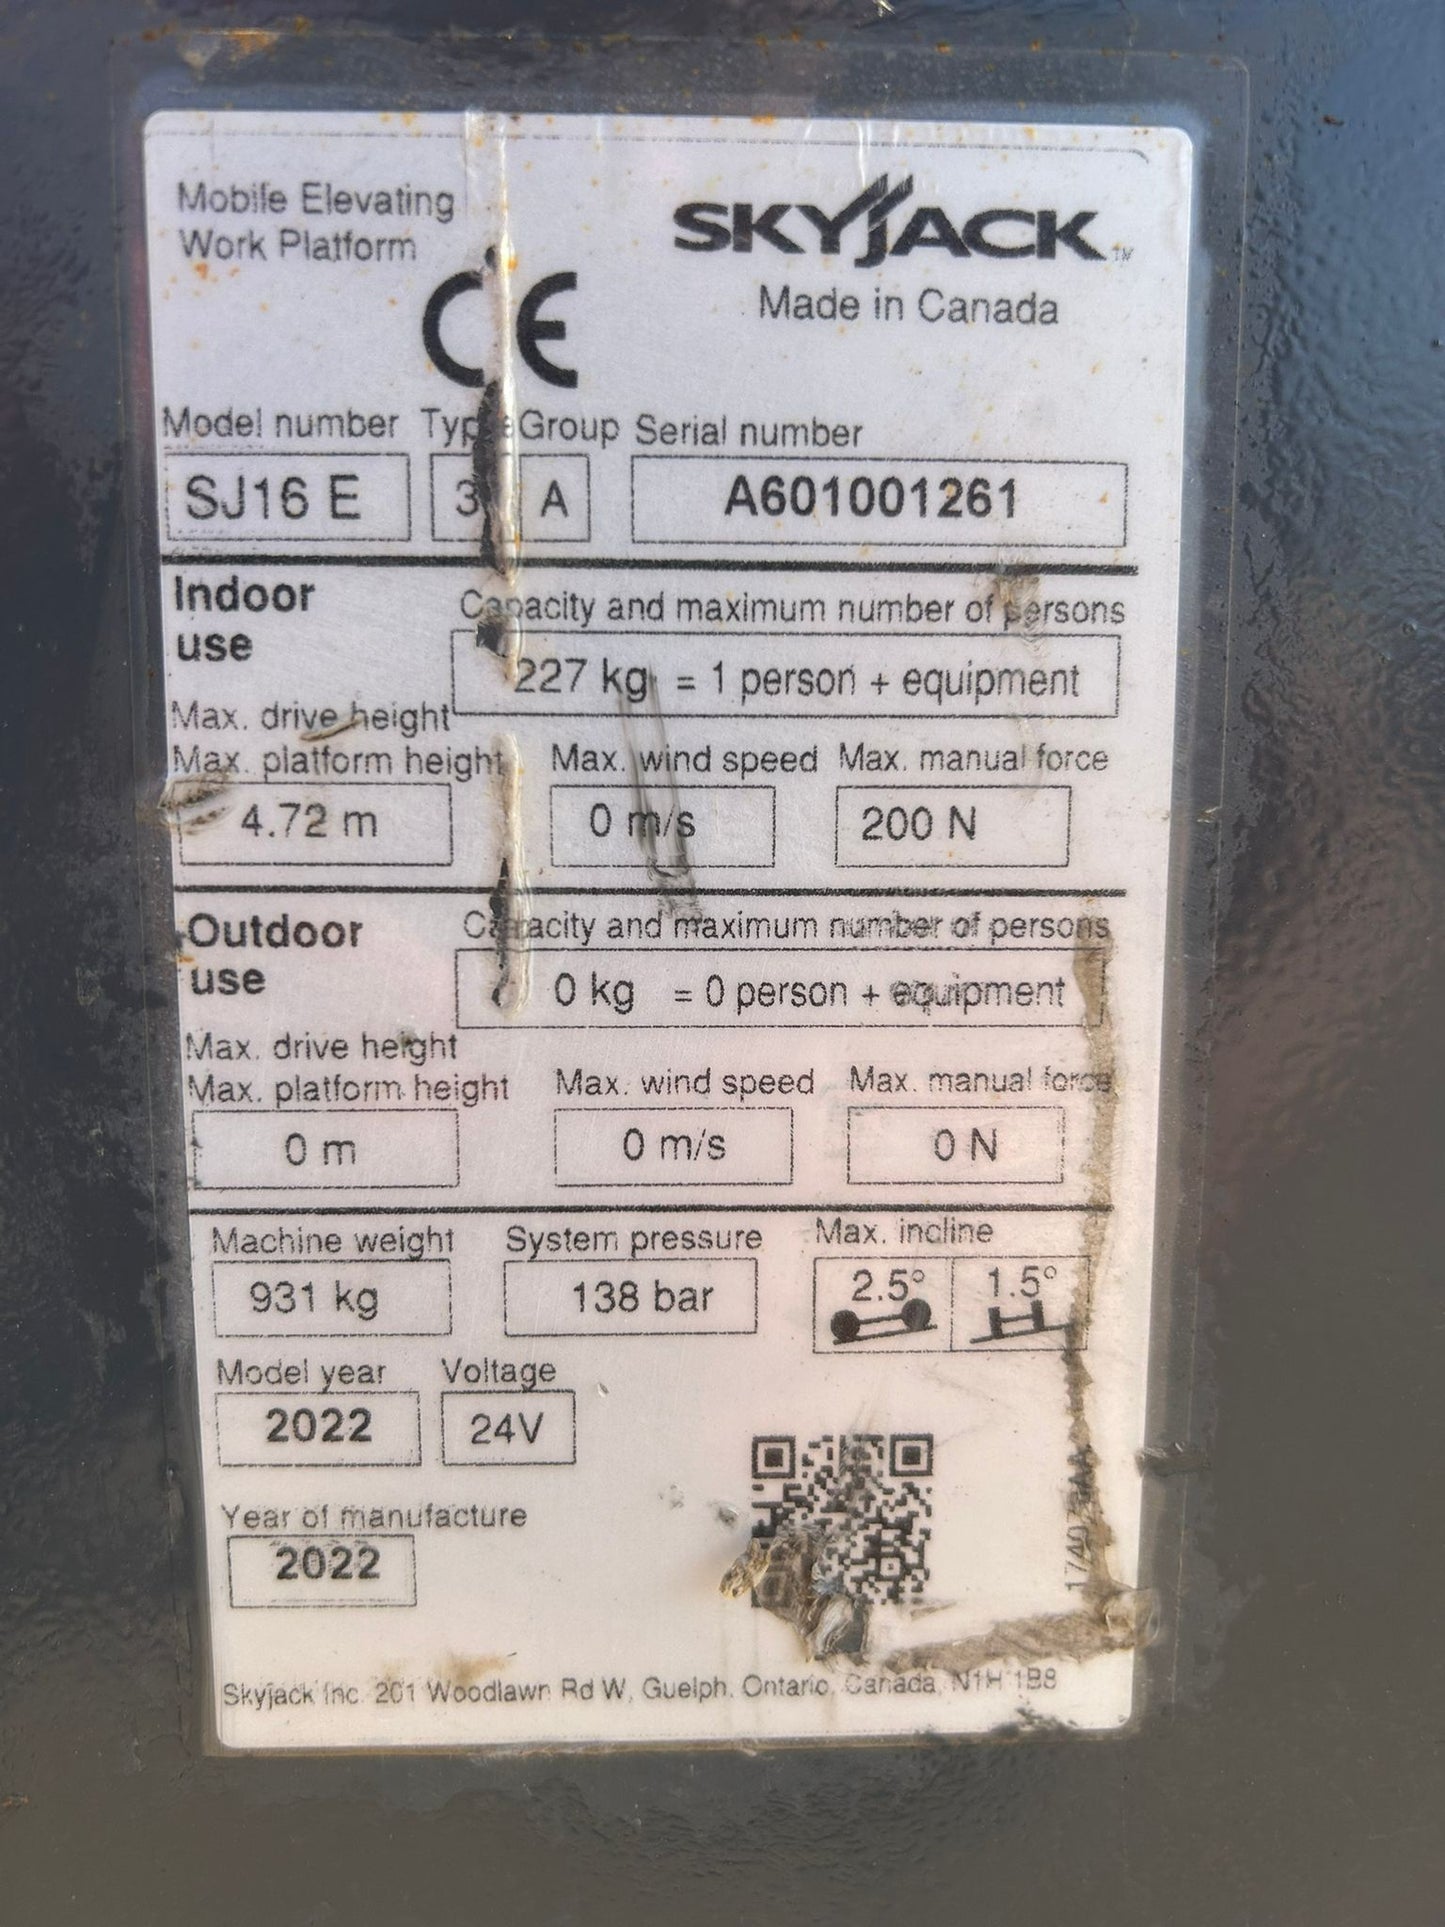 Mobile Elevating
Work Platform
SKYJACK
TM
CE
Made in Canada
Model number Type Group Serial number
SJ16 E 3 A A601001261
Indoor
use
Capacity and maximum number of persons
227 kg = 1 person + equipment
Max. drive height
Max. platform height Max. wind speed Max. manual force
4.72 m 0 m/s 200 N
Outdoor
use
Capacity and maximum number of persons
0 kg = 0 person + equipment
Max. drive height
Max. platform height Max. wind speed Max. manual force
0 m 0 m/s 0 N
Machine weight System pressure Max. incline
931 kg 138 bar 2.5° 1.5°
Model year Voltage
2022 24V
Year of manufacture
2022
Skyjack Inc. 201 Woodlawn Rd W, Guelph, Ontario, Canada, N1H 1B8